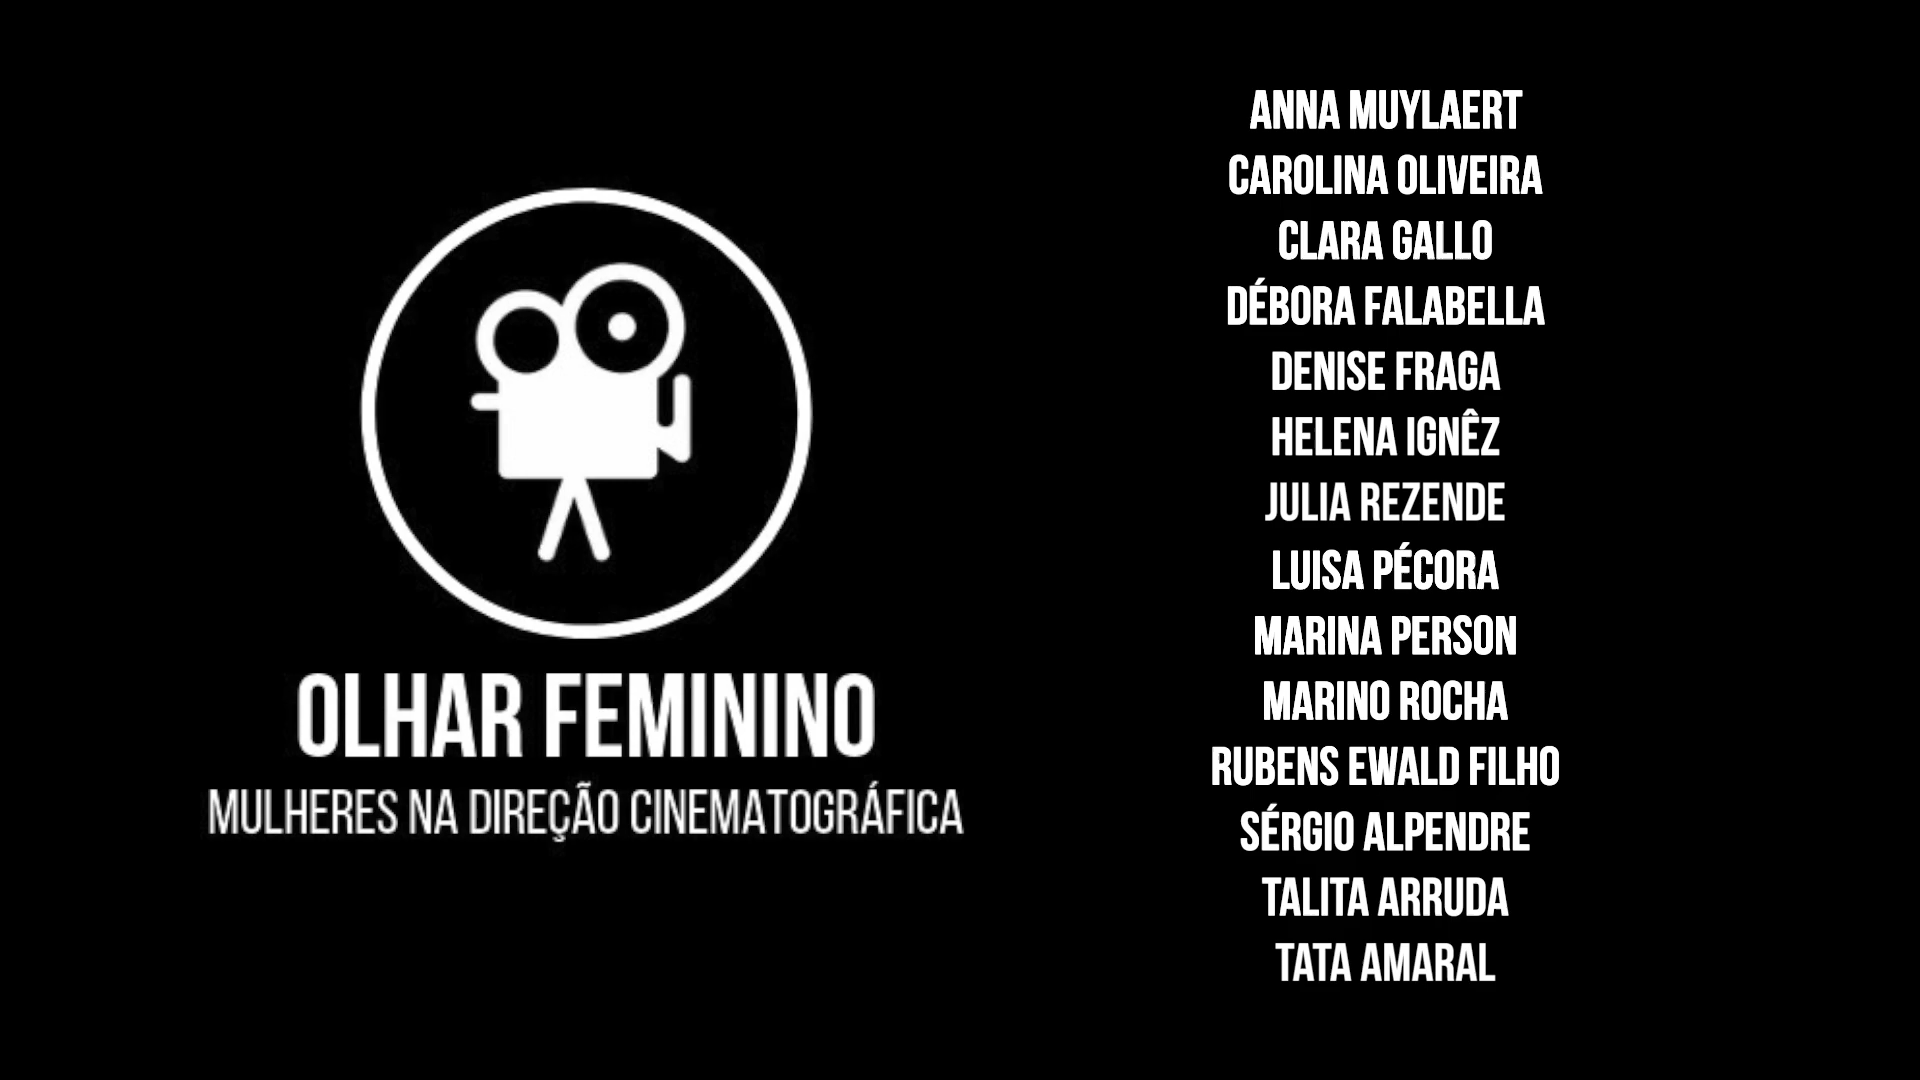 OLHAR FEMININO
MULHERES NA DIREÇÃO CINEMATOGRÁFICA
ANNA MUYLAERT
CAROLINA OLIVEIRA
CLARA GALLO
DÉBORA FALABELLA
DENISE FRAGA
HELENA IGNÊZ
JULIA REZENDE
LUISA PÉCORA
MARINA PERSON
MARINO ROCHA
RUBENS EWALD FILHO
SÉRGIO ALPENDRE
TALITA ARRUDA
TATA AMARAL